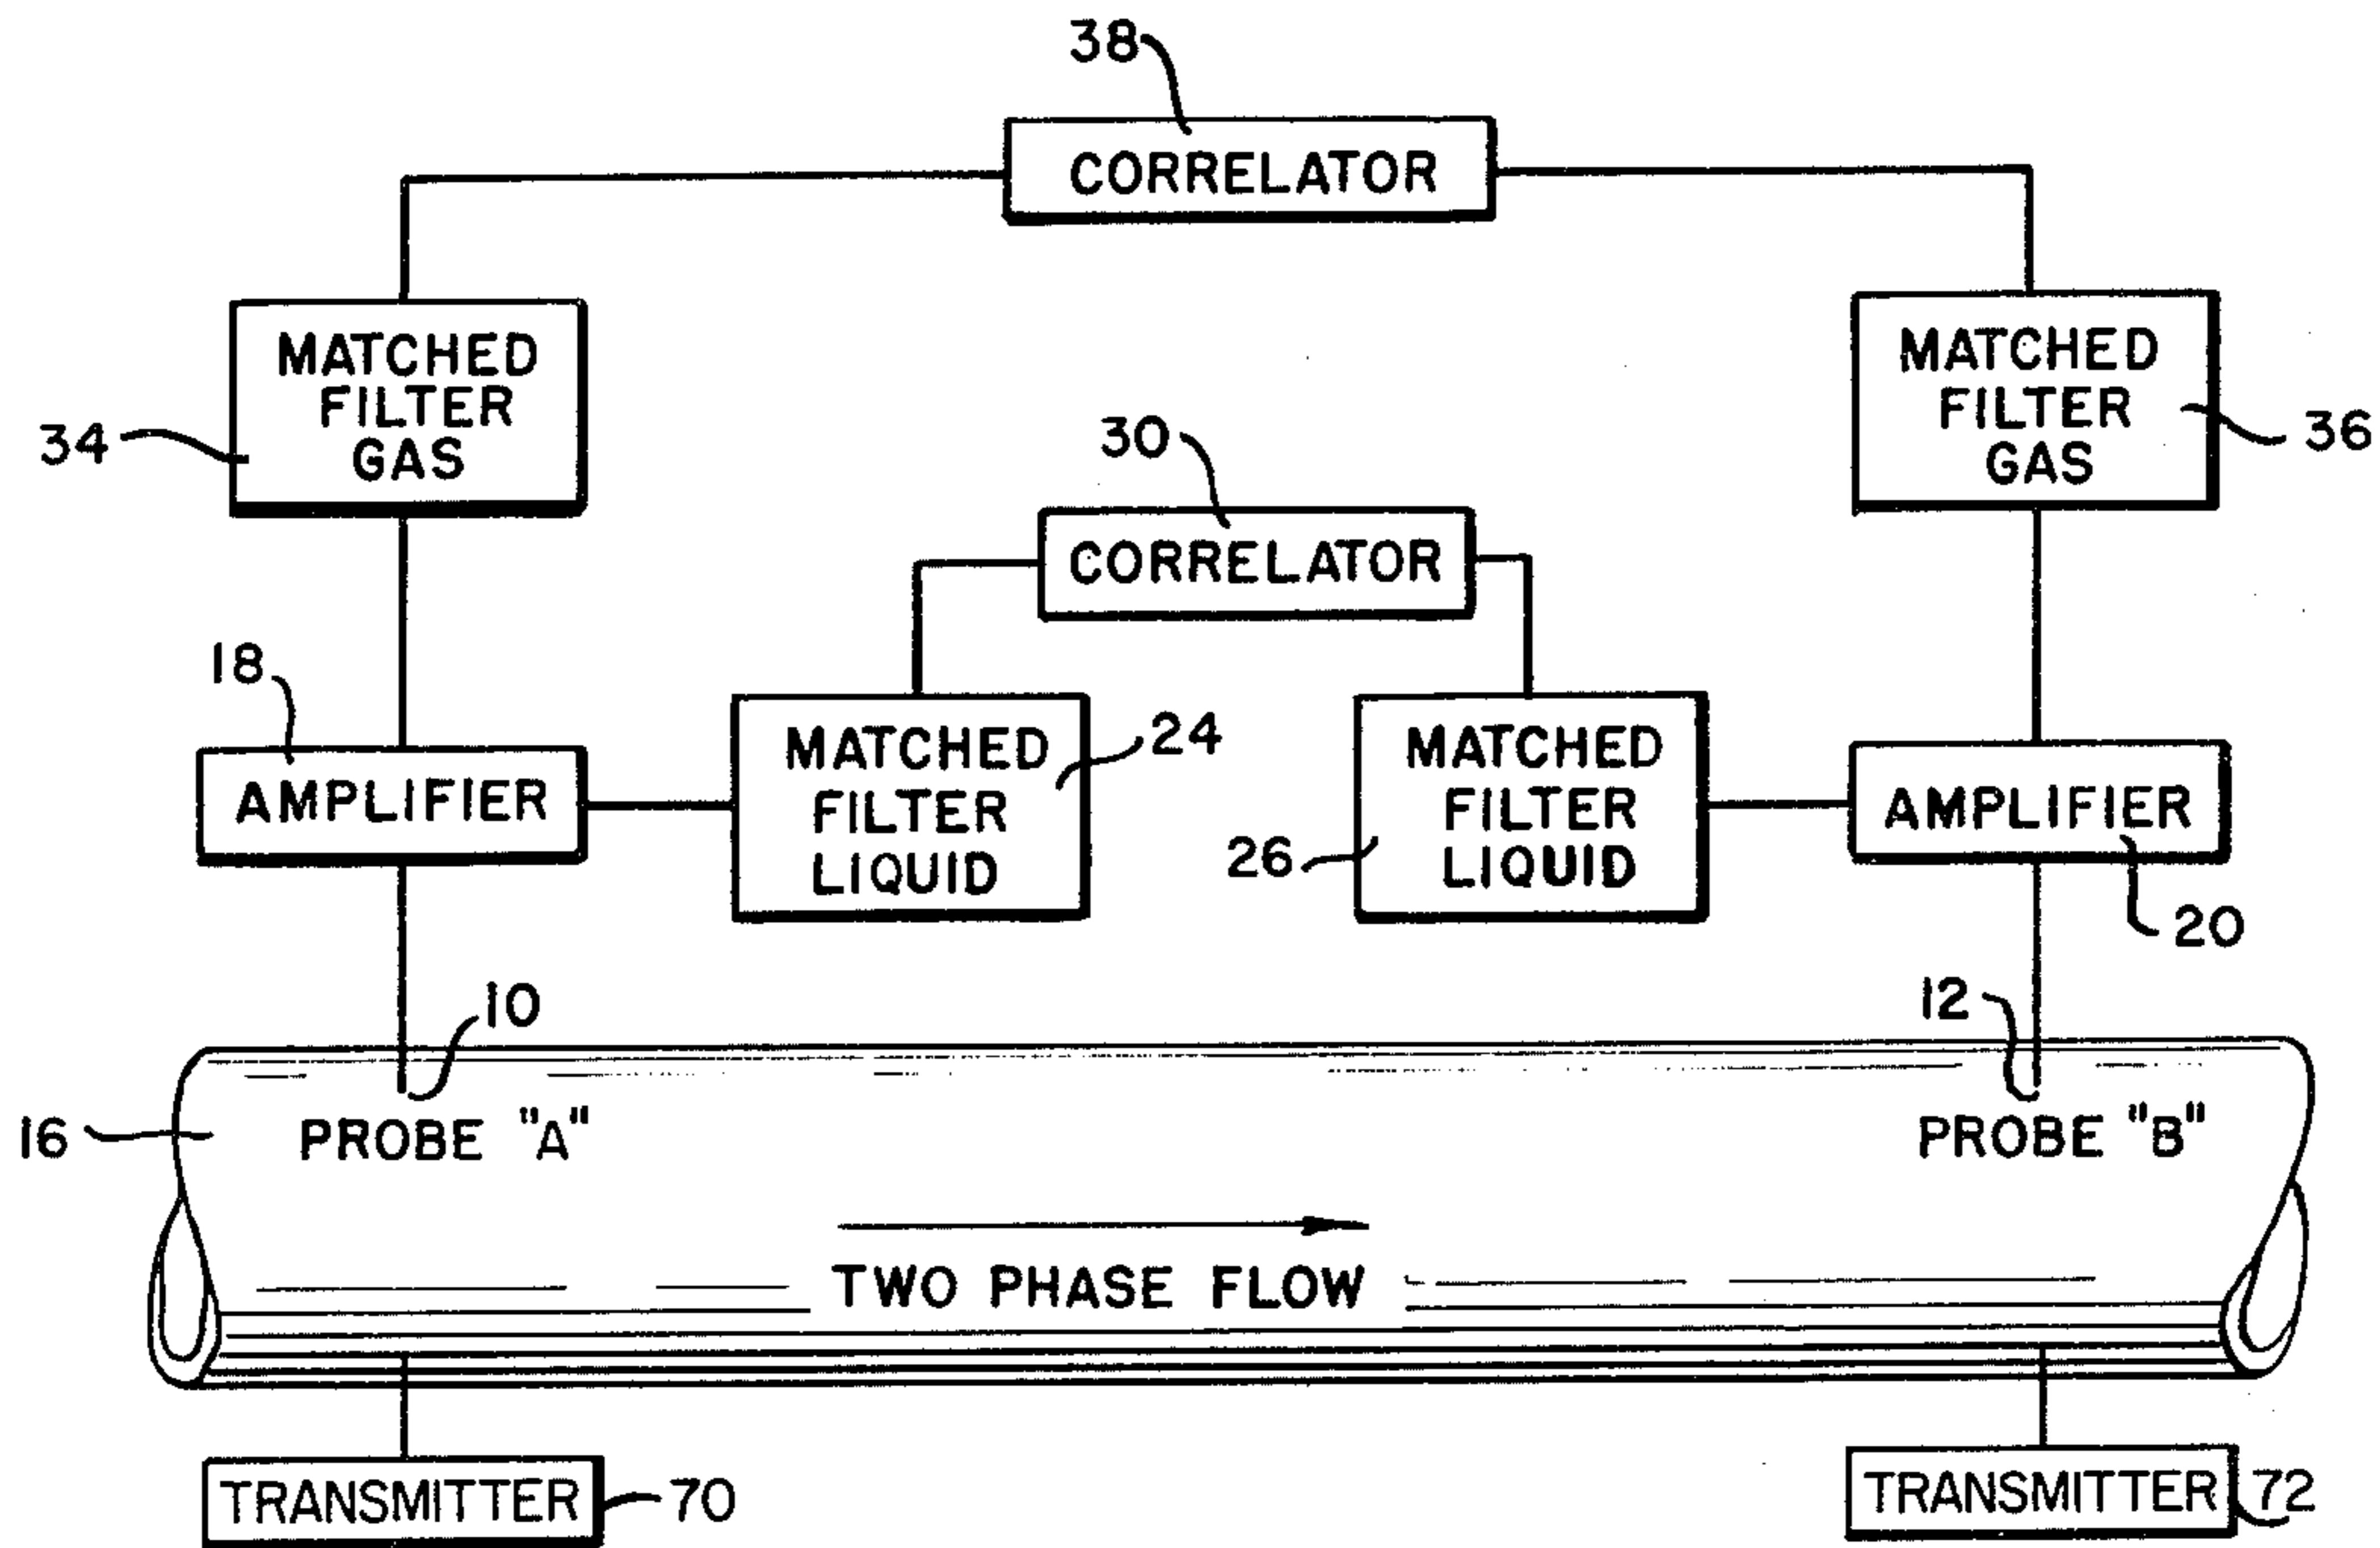 38
CORRELATOR
MATCHED
FILTER
GAS
34
MATCHED
FILTER
GAS
36
30
CORRELATOR
18
AMPLIFIER
MATCHED
FILTER
LIQUID
24
MATCHED
FILTER
LIQUID
26
AMPLIFIER
20
10
12
16
PROBE "A"
PROBE "B"
TWO PHASE FLOW
TRANSMITTER
70
TRANSMITTER
72